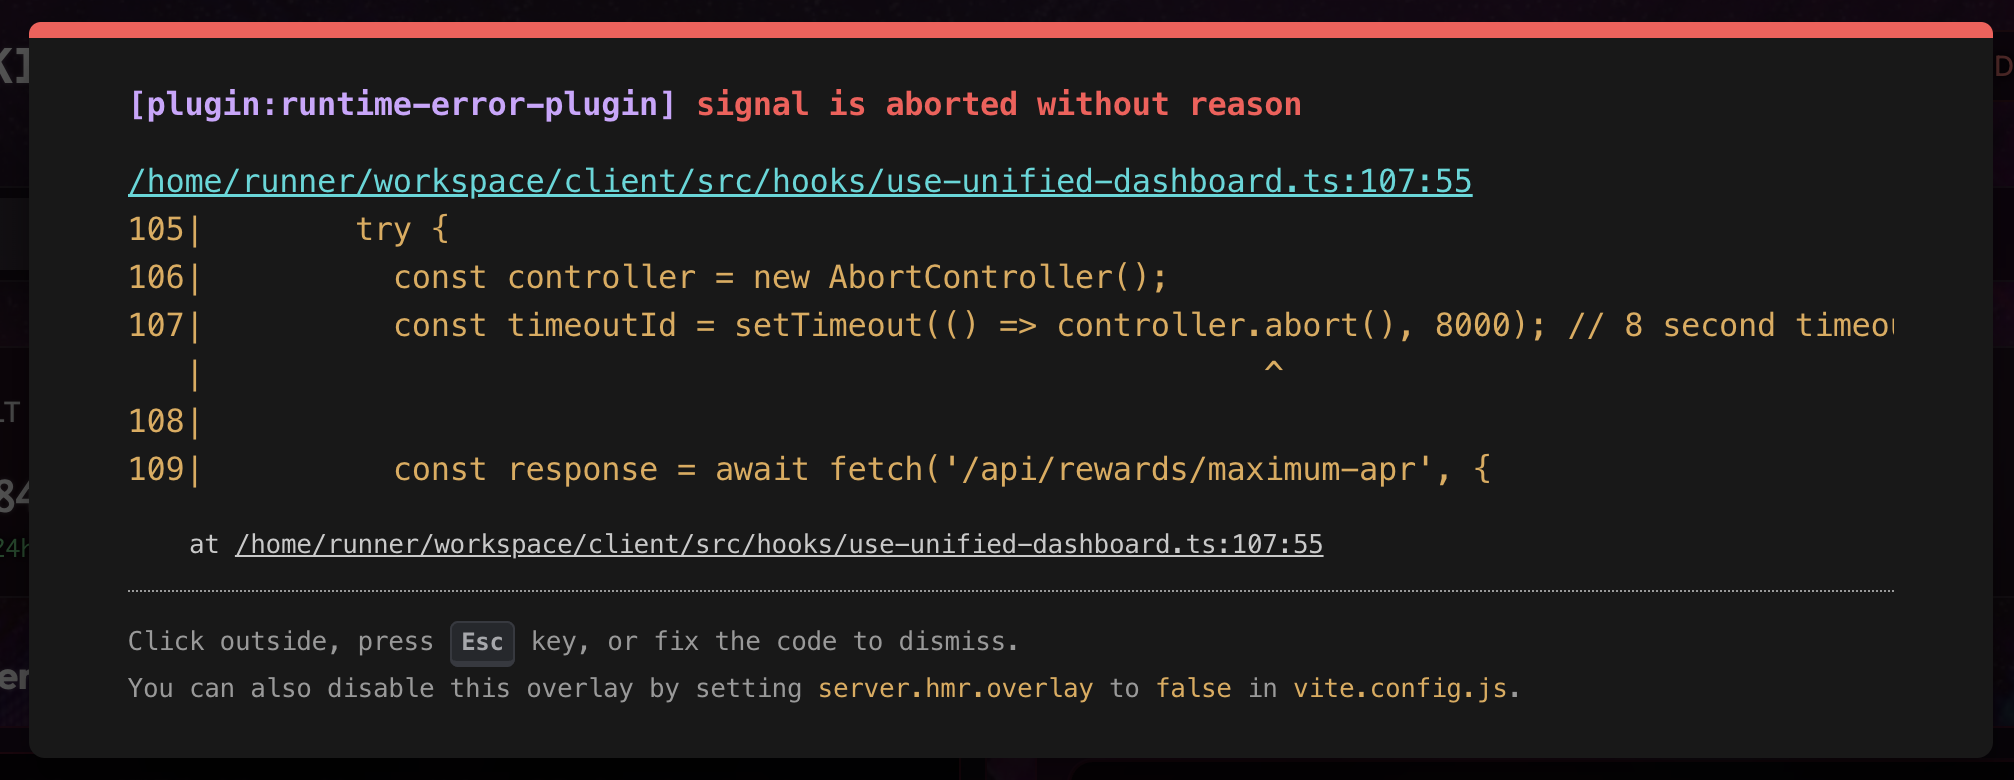 [plugin:runtime-error-plugin] signal is aborted without reason
/home/runner/workspace/client/src/hooks/use-unified-dashboard.ts:107:55
105|        try {
106|          const controller = new AbortController();
107|          const timeoutId = setTimeout(() => controller.abort(), 8000); // 8 second timeou
   |                                                        ^
108|
109|          const response = await fetch('/api/rewards/maximum-apr', {
at /home/runner/workspace/client/src/hooks/use-unified-dashboard.ts:107:55
Click outside, press Esc key, or fix the code to dismiss.
You can also disable this overlay by setting server.hmr.overlay to false in vite.config.js.